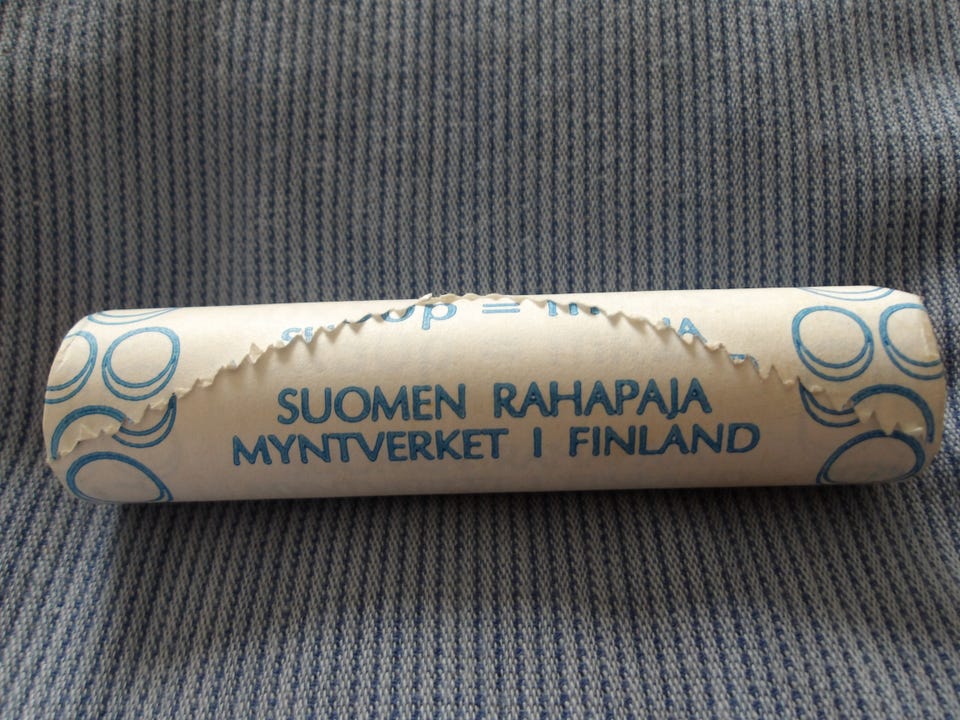 SUOMEN RAHAPAJA
MYNTVERKET I FINLAND